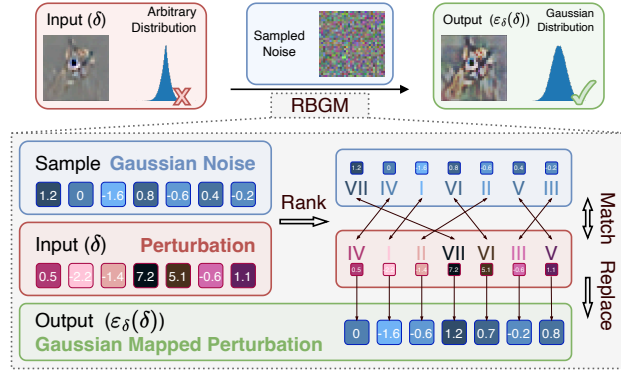 Input (δ)
Arbitrary
Distribution
Sampled
Noise
Output (ε_δ(δ))
Gaussian
Distribution
RBGM
Sample Gaussian Noise
1.2 0 -1.6 0.8 -0.6 0.4 -0.2
Input (δ) Perturbation
0.5 -2.2 -1.4 7.2 5.1 -0.6 1.1
Output (ε_δ(δ))
Gaussian Mapped Perturbation
Rank
1.2 0 -1.6 0.8 -0.6 0.4 -0.2
VII IV I VI II V III
IV I II VII VI III V
0.5 -1.4 7.2 5.1 -0.6 1.1
0 -1.6 -0.6 1.2 0.7 -0.2 0.8
Match
Replace